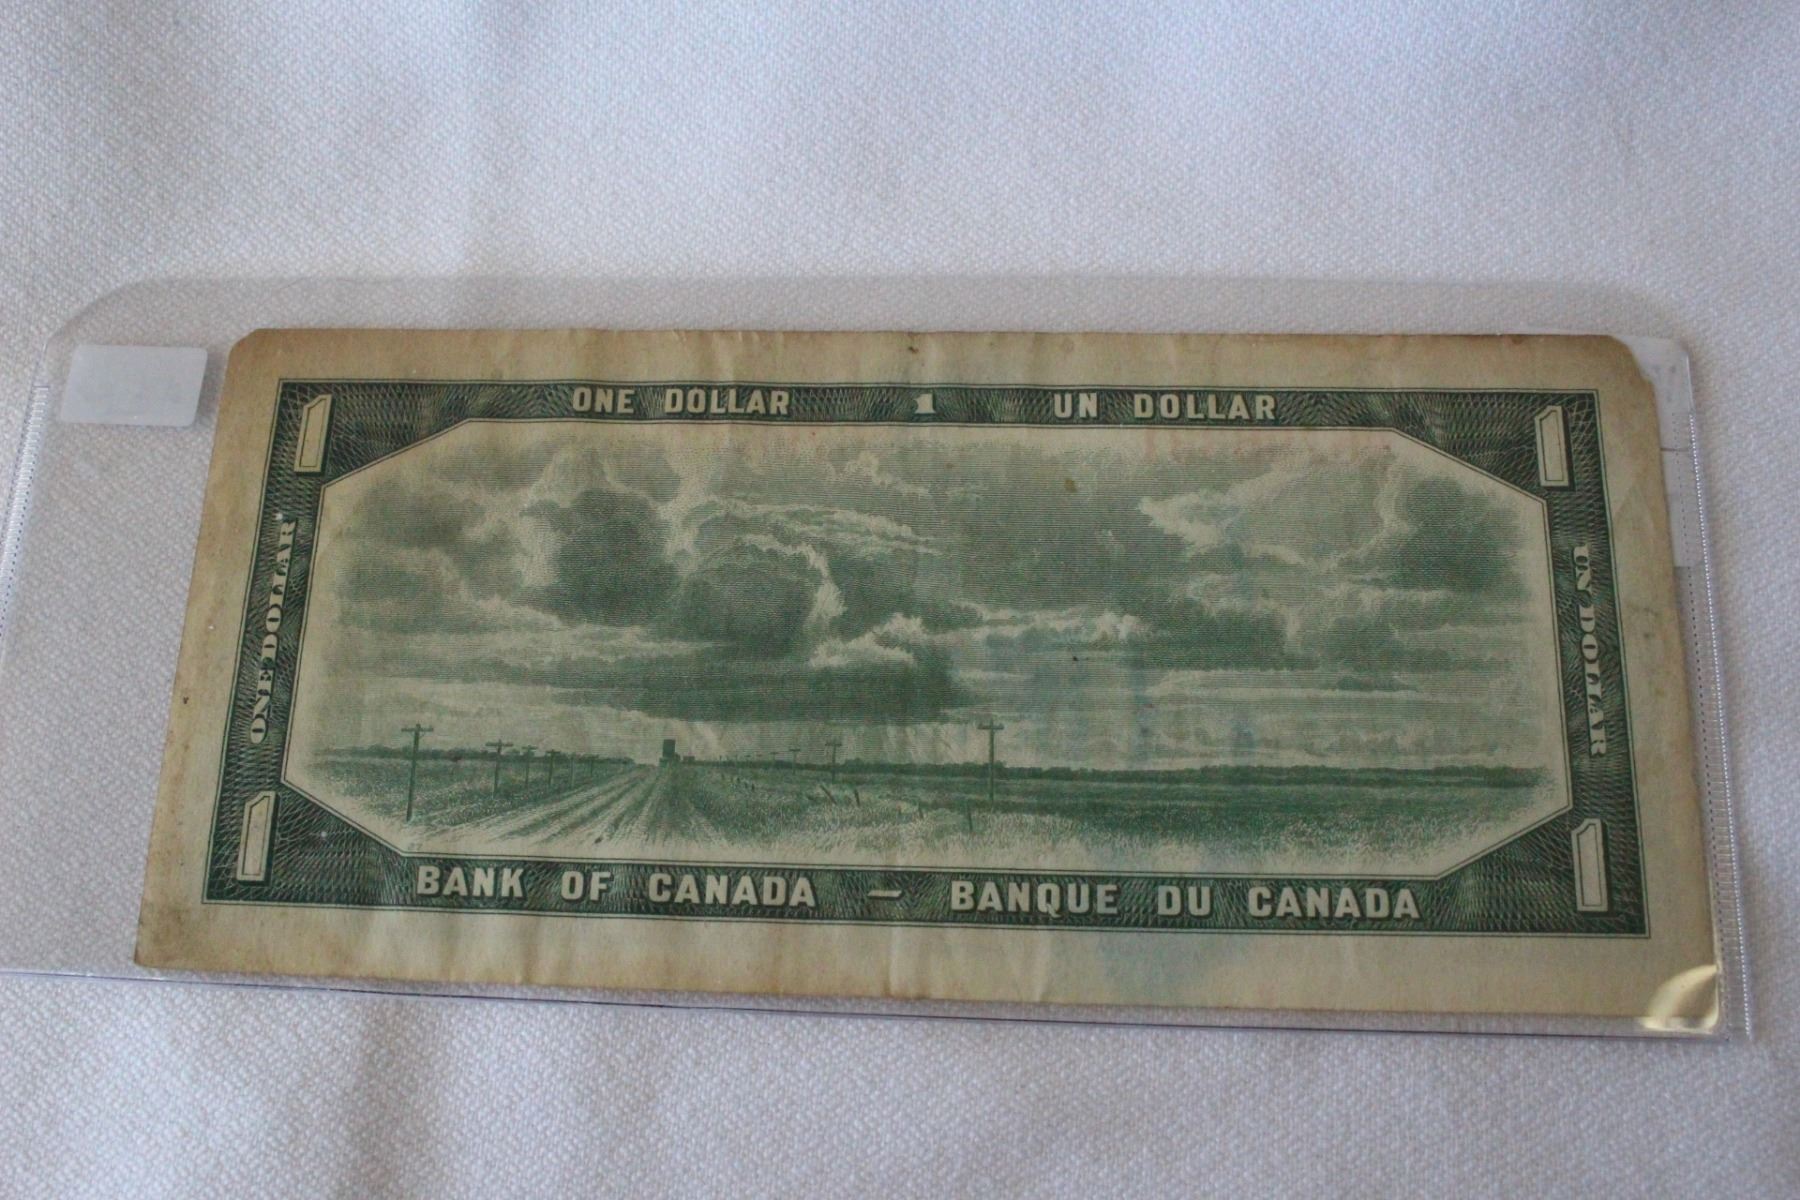 ONE DOLLAR 1 UN DOLLAR
1
1
ONE DOLLAR
UN DOLLAR
1
1
BANK OF CANADA — BANQUE DU CANADA